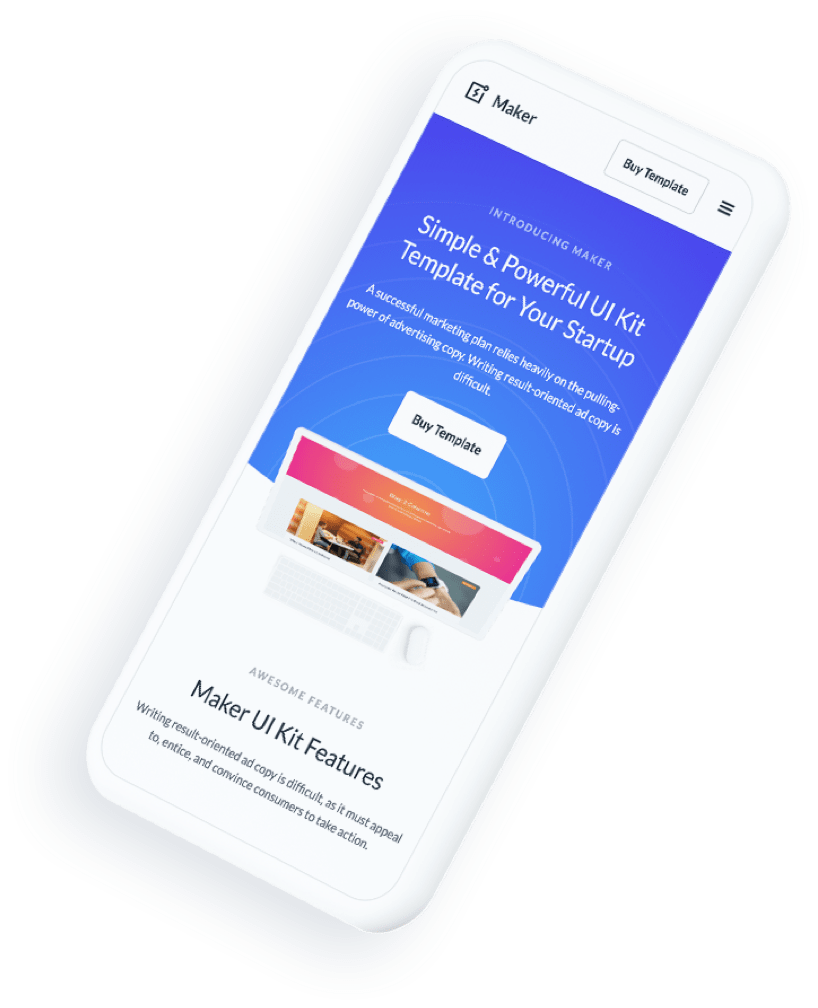 Maker
Buy Template
INTRODUCING MAKER
Simple & Powerful UI Kit
Template for Your Startup
A successful marketing plan relies heavily on the pulling-
power of advertising copy. Writing result-oriented ad copy is
difficult.
Buy Template
AWESOME FEATURES
Maker UI Kit Features
Writing result-oriented ad copy is difficult, as it must appeal
to, entice, and convince consumers to take action.